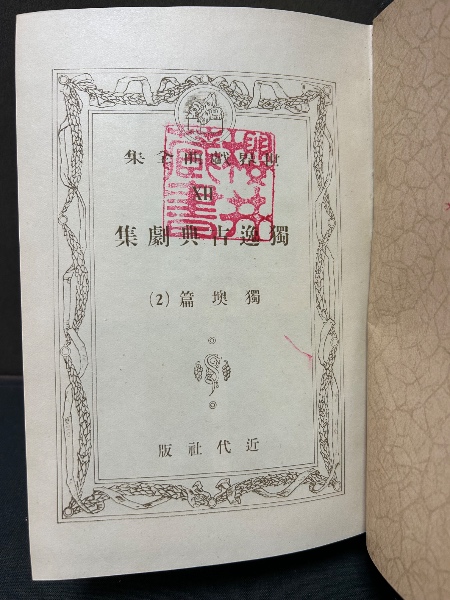 世界戲曲全集
XII
獨逸古典劇集
獨墺篇(2)
近代社版